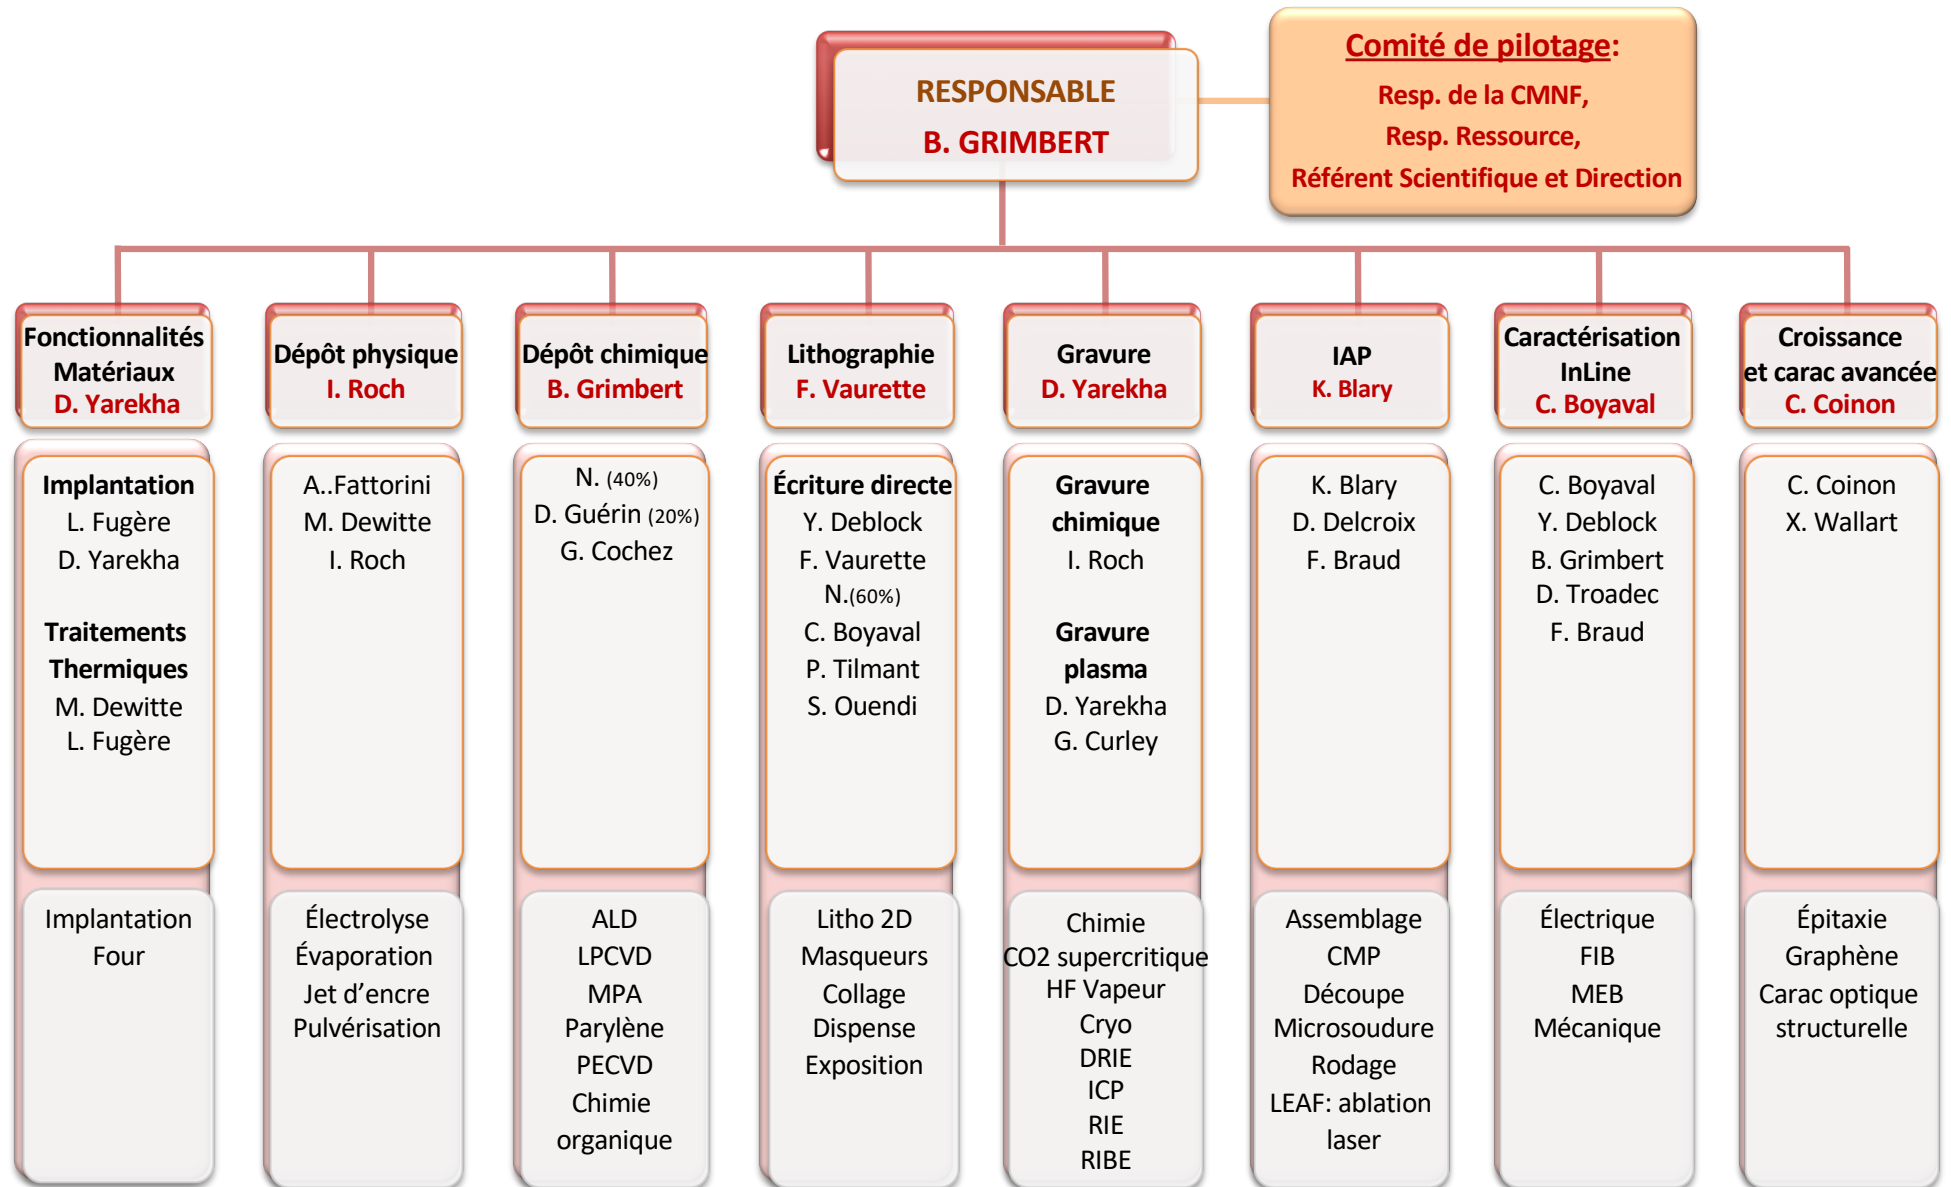 RESPONSABLE
B. GRIMBERT
Comité de pilotage:
Resp. de la CMNF,
Resp. Ressource,
Référent Scientifique et Direction
Fonctionnalités
Matériaux
D. Yarekha
Dépôt physique
I. Roch
Dépôt chimique
B. Grimbert
Lithographie
F. Vaurette
Gravure
D. Yarekha
IAP
K. Blary
Caractérisation
InLine
C. Boyaval
Croissance
et carac avancée
C. Coinon
Implantation
L. Fugère
D. Yarekha
Traitements
Thermiques
M. Dewitte
L. Fugère
A..Fattorini
M. Dewitte
I. Roch
N. (40%)
D. Guérin (20%)
G. Cochez
Écriture directe
Y. Deblock
F. Vaurette
N.(60%)
C. Boyaval
P. Tilmant
S. Ouendi
Gravure
chimique
I. Roch
Gravure
plasma
D. Yarekha
G. Curley
K. Blary
D. Delcroix
F. Braud
C. Boyaval
Y. Deblock
B. Grimbert
D. Troadec
F. Braud
C. Coinon
X. Wallart
Implantation
Four
Électrolyse
Évaporation
Jet d’encre
Pulvérisation
ALD
LPCVD
MPA
Parylène
PECVD
Chimie
organique
Litho 2D
Masqueurs
Collage
Dispense
Exposition
Chimie
CO2 supercritique
HF Vapeur
Cryo
DRIE
ICP
RIE
RIBE
Assemblage
CMP
Découpe
Microsoudure
Rodage
LEAF: ablation
laser
Électrique
FIB
MEB
Mécanique
Épitaxie
Graphène
Carac optique
structurelle